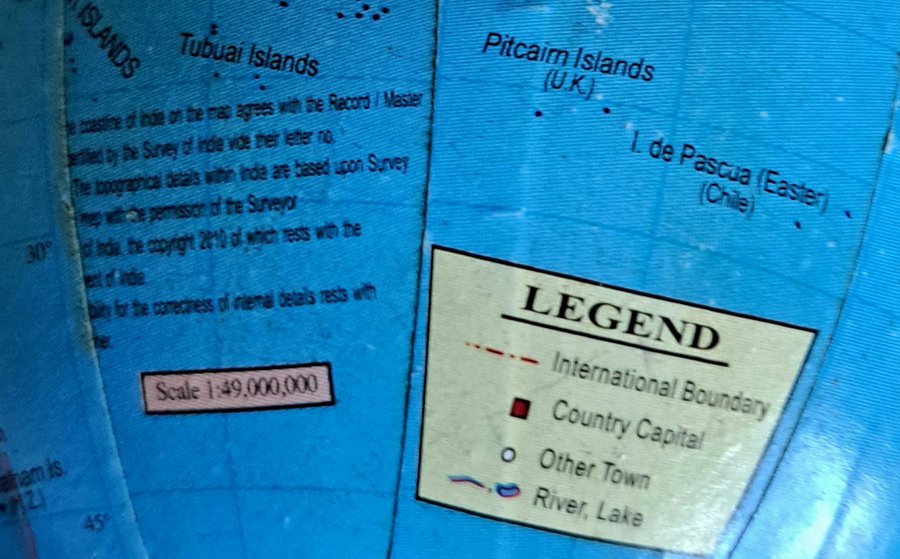 ISLANDS
Tubuai Islands
coastline of India on the map agrees with the Record / Master
by the Survey of India vide their letter no.
The topographical details within India are based upon Survey
map with the permission of the Surveyor
India, the copyright 2010 of which rests with the
of India.
for the correctness of internal details rests with
30°
Scale 1:49,000,000
Is.
45°
Pitcairn Islands
(U.K.)
I. de Pascua (Easter)
(Chile)
LEGEND
International Boundary
Country Capital
Other Town
River, Lake